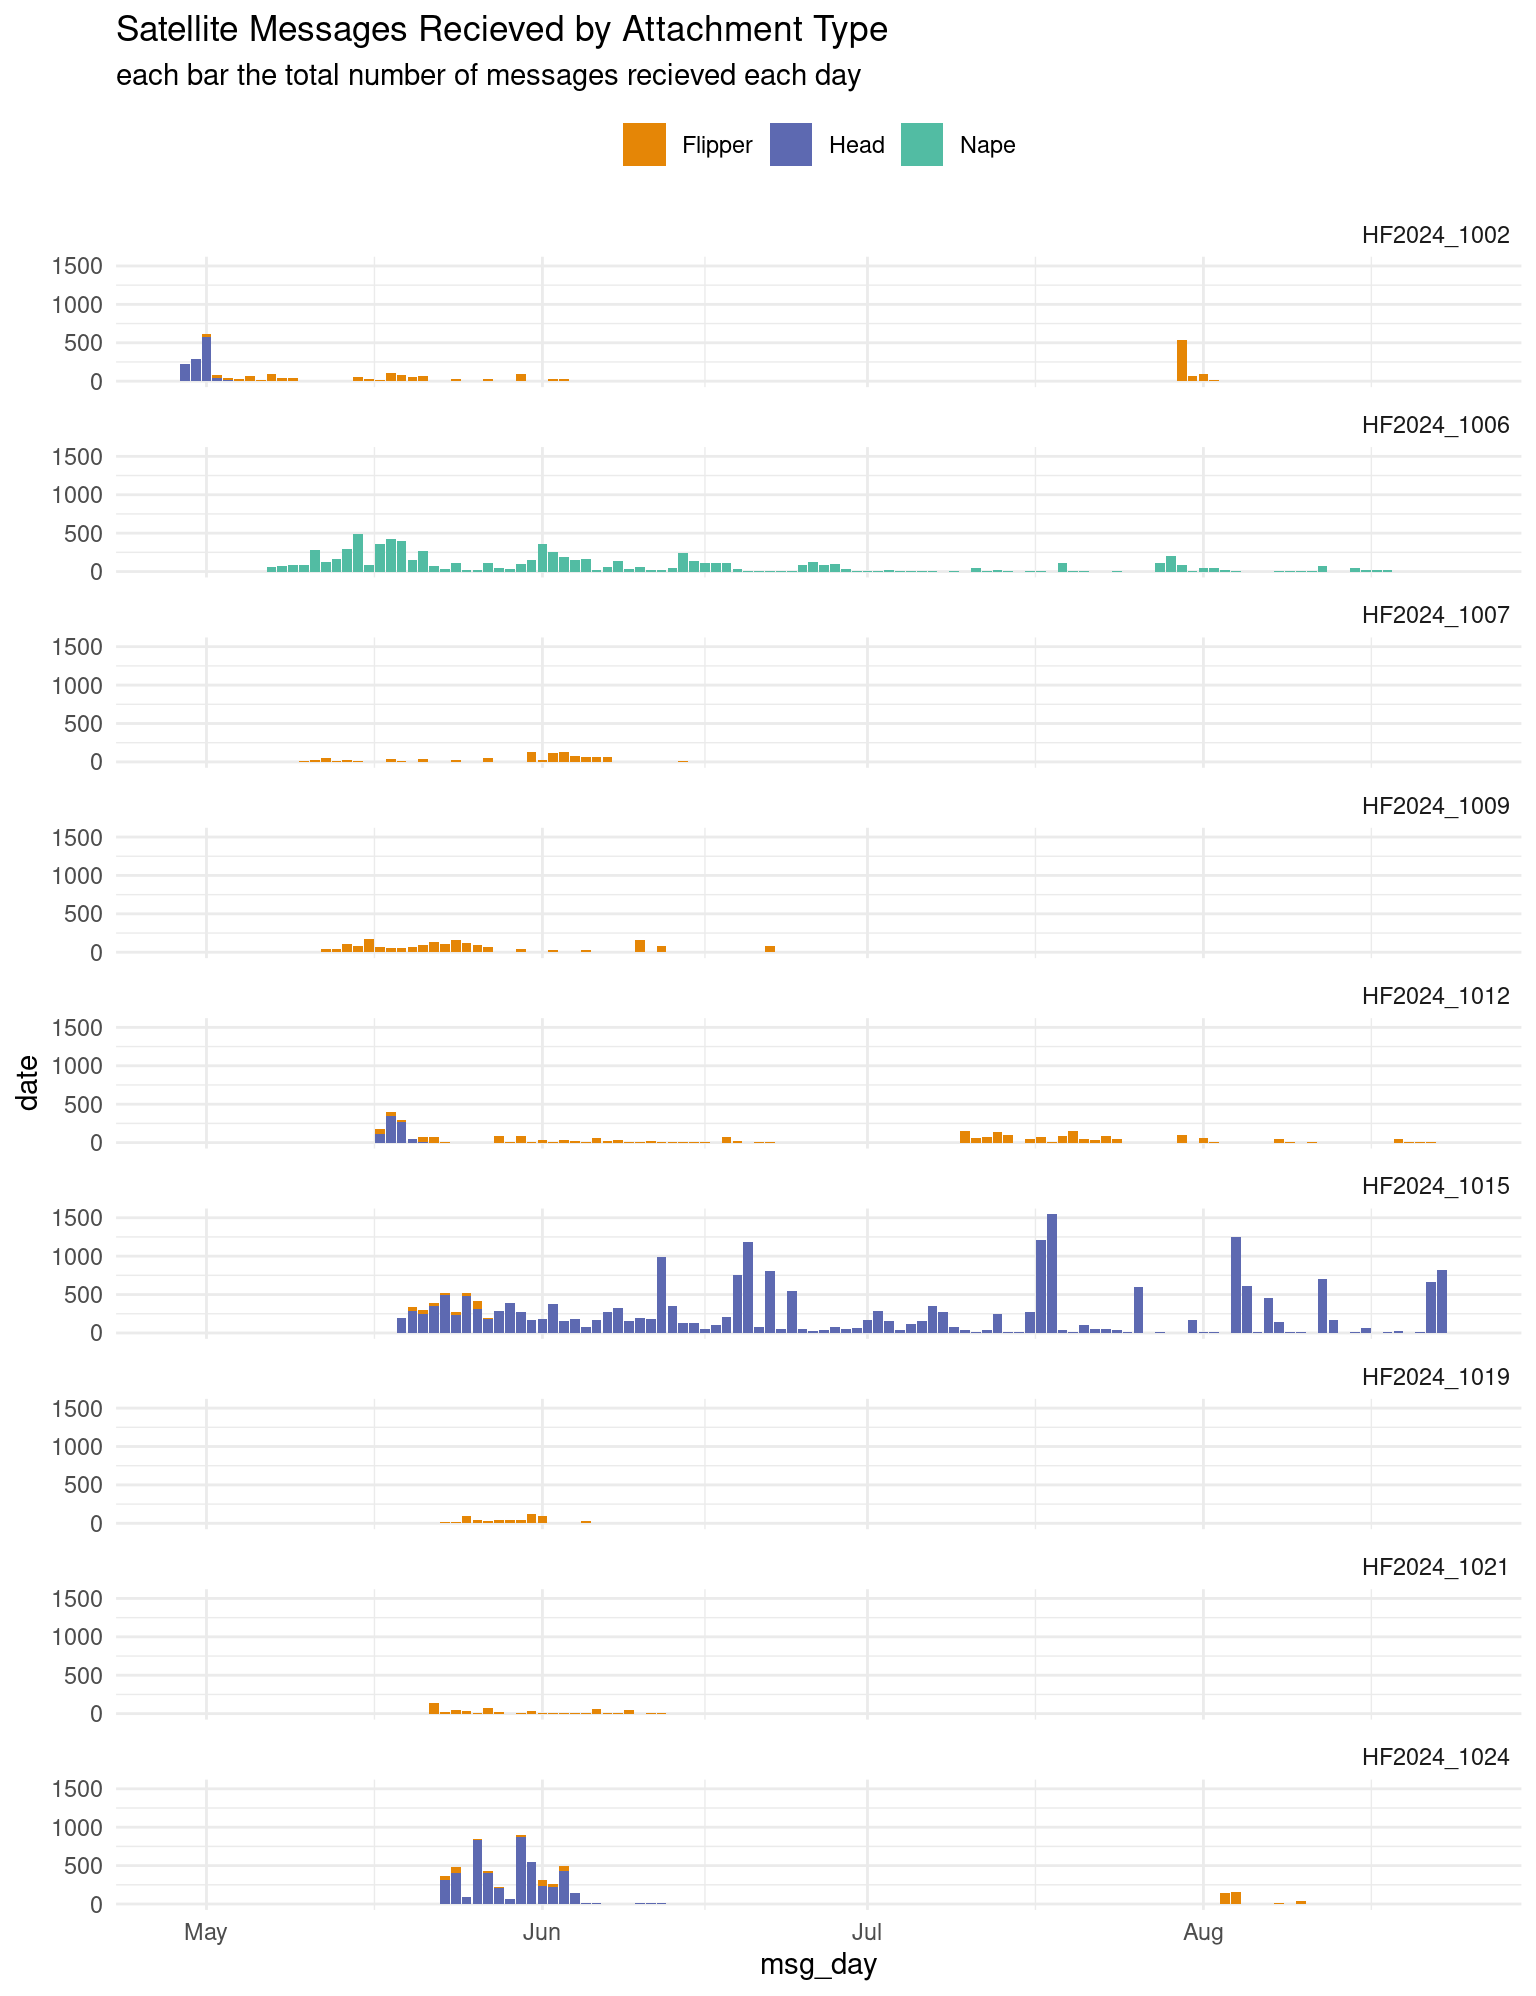 Satellite Messages Recieved by Attachment Type
each bar the total number of messages recieved each day
Flipper Head Nape
HF2024_1002
1500
1000
500
0
HF2024_1006
1500
1000
500
0
HF2024_1007
1500
1000
500
0
HF2024_1009
1500
1000
500
0
HF2024_1012
1500
1000
500
0
date
HF2024_1015
1500
1000
500
0
HF2024_1019
1500
1000
500
0
HF2024_1021
1500
1000
500
0
HF2024_1024
1500
1000
500
0
May Jun Jul Aug
msg_day